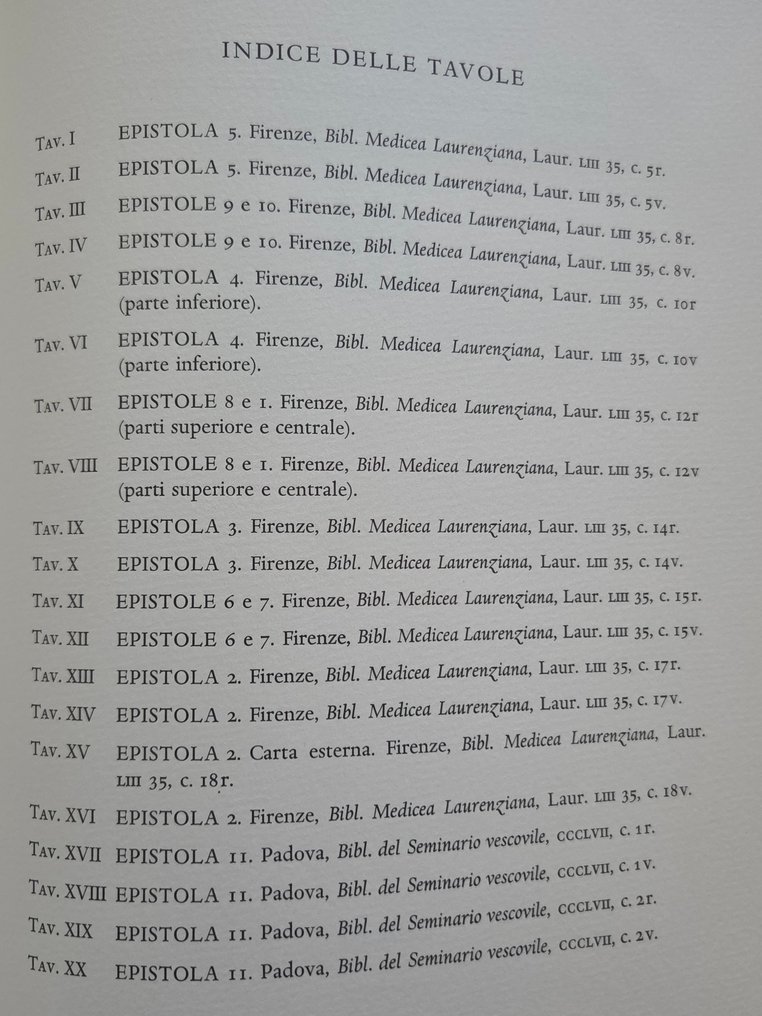 INDICE DELLE TAVOLE
Tav. I EPISTOLA 5. Firenze, Bibl. Medicea Laurenziana, Laur. LIII 35, c. 5r.
Tav. II EPISTOLA 5. Firenze, Bibl. Medicea Laurenziana, Laur. LIII 35, c. 5v.
Tav. III EPISTOLE 9 e 10. Firenze, Bibl. Medicea Laurenziana, Laur. LIII 35, c. 8r.
Tav. IV EPISTOLE 9 e 10. Firenze, Bibl. Medicea Laurenziana, Laur. LIII 35, c. 8v.
Tav. V EPISTOLA 4. Firenze, Bibl. Medicea Laurenziana, Laur. LIII 35, c. 10r
(parte inferiore).
Tav. VI EPISTOLA 4. Firenze, Bibl. Medicea Laurenziana, Laur. LIII 35, c. 10v
(parte inferiore).
Tav. VII EPISTOLE 8 e 1. Firenze, Bibl. Medicea Laurenziana, Laur. LIII 35, c. 12r
(parti superiore e centrale).
Tav. VIII EPISTOLE 8 e 1. Firenze, Bibl. Medicea Laurenziana, Laur. LIII 35, c. 12v
(parti superiore e centrale).
Tav. IX EPISTOLA 3. Firenze, Bibl. Medicea Laurenziana, Laur. LIII 35, c. 14r.
Tav. X EPISTOLA 3. Firenze, Bibl. Medicea Laurenziana, Laur. LIII 35, c. 14v.
Tav. XI EPISTOLE 6 e 7. Firenze, Bibl. Medicea Laurenziana, Laur. LIII 35, c. 15r.
Tav. XII EPISTOLE 6 e 7. Firenze, Bibl. Medicea Laurenziana, Laur. LIII 35, c. 15v.
Tav. XIII EPISTOLA 2. Firenze, Bibl. Medicea Laurenziana, Laur. LIII 35, c. 17r.
Tav. XIV EPISTOLA 2. Firenze, Bibl. Medicea Laurenziana, Laur. LIII 35, c. 17v.
Tav. XV EPISTOLA 2. Carta esterna. Firenze, Bibl. Medicea Laurenziana, Laur.
LIII 35, c. 18r.
Tav. XVI EPISTOLA 2. Firenze, Bibl. Medicea Laurenziana, Laur. LIII 35, c. 18v.
Tav. XVII EPISTOLA 11. Padova, Bibl. del Seminario vescovile, CCCLVII, c. 1r.
Tav. XVIII EPISTOLA 11. Padova, Bibl. del Seminario vescovile, CCCLVII, c. 1v.
Tav. XIX EPISTOLA 11. Padova, Bibl. del Seminario vescovile, CCCLVII, c. 2r.
Tav. XX EPISTOLA 11. Padova, Bibl. del Seminario vescovile, CCCLVII, c. 2v.